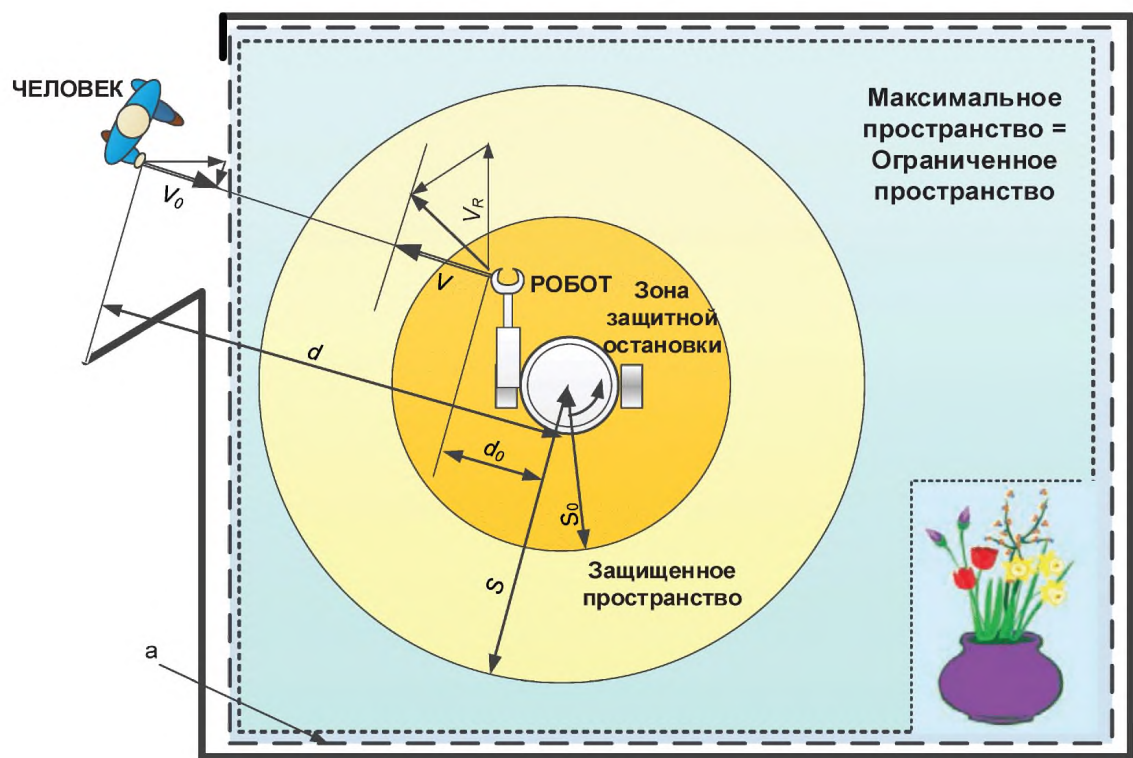 ЧЕЛОВЕК
Максимальное
пространство =
Ограниченное
пространство
V0
VR
V
РОБОТ
Зона
защитной
остановки
d
d0
S0
S
Защищенное
пространство
a